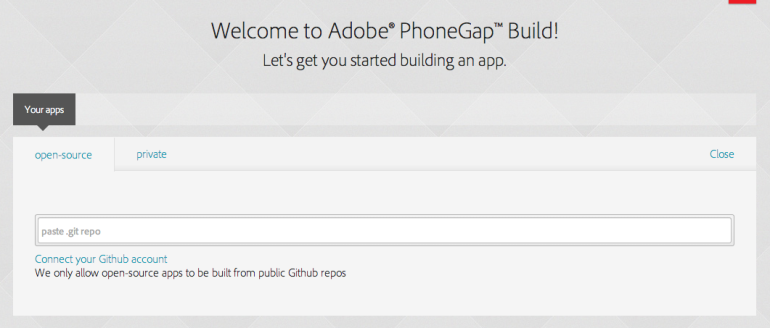 Welcome to Adobe® PhoneGap™ Build!
Let's get you started building an app.
Your apps
open-source private Close
paste .git repo
Connect your Github account
We only allow open-source apps to be built from public Github repos